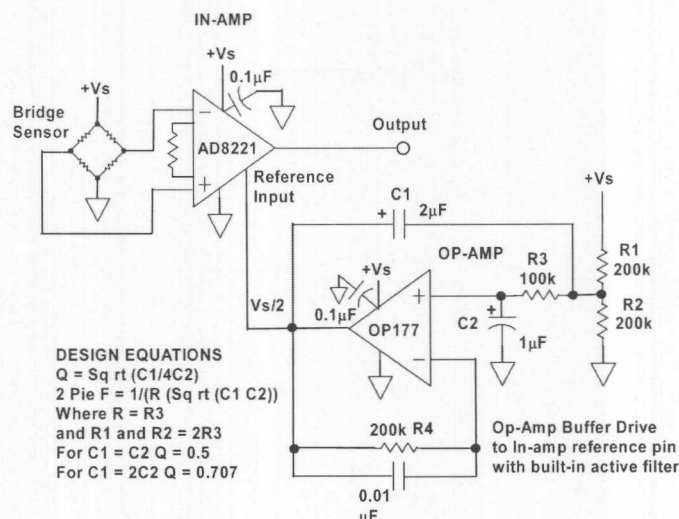 IN-AMP
+Vs
0.1µF
+Vs
Bridge
Sensor
−
AD8221
+
Output
Reference
Input
C1
+
2µF
+Vs
OP-AMP
R3
100k
R1
200k
+Vs
0.1µF
Vs/2
+
OP177
−
+
C2
1µF
R2
200k
DESIGN EQUATIONS
Q = Sq rt (C1/4C2)
2 Pie F = 1/(R (Sq rt (C1 C2))
Where R = R3
and R1 and R2 = 2R3
For C1 = C2 Q = 0.5
For C1 = 2C2 Q = 0.707
200k R4
0.01
µF
Op-Amp Buffer Drive
to In-amp reference pin
with built-in active filter